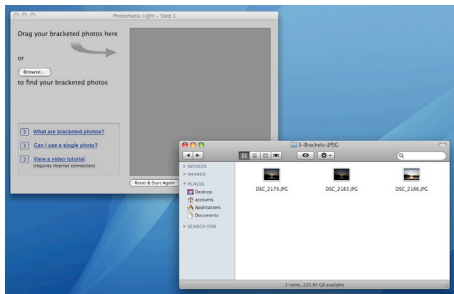 Photomatix Light - Step 1
Drag your bracketed photos here
or
Browse...
to find your bracketed photos
What are bracketed photos?
Can I use a single photo?
View a video tutorial
(requires Internet connection)
Reset & Start Again
3-Brackets-JPEG
DEVICES
SHARED
PLACES
Desktop
accounts
Applications
Documents
SEARCH FOR
DSC_2179.JPG
DSC_2183.JPG
DSC_2186.JPG
3 items, 225.95 GB available